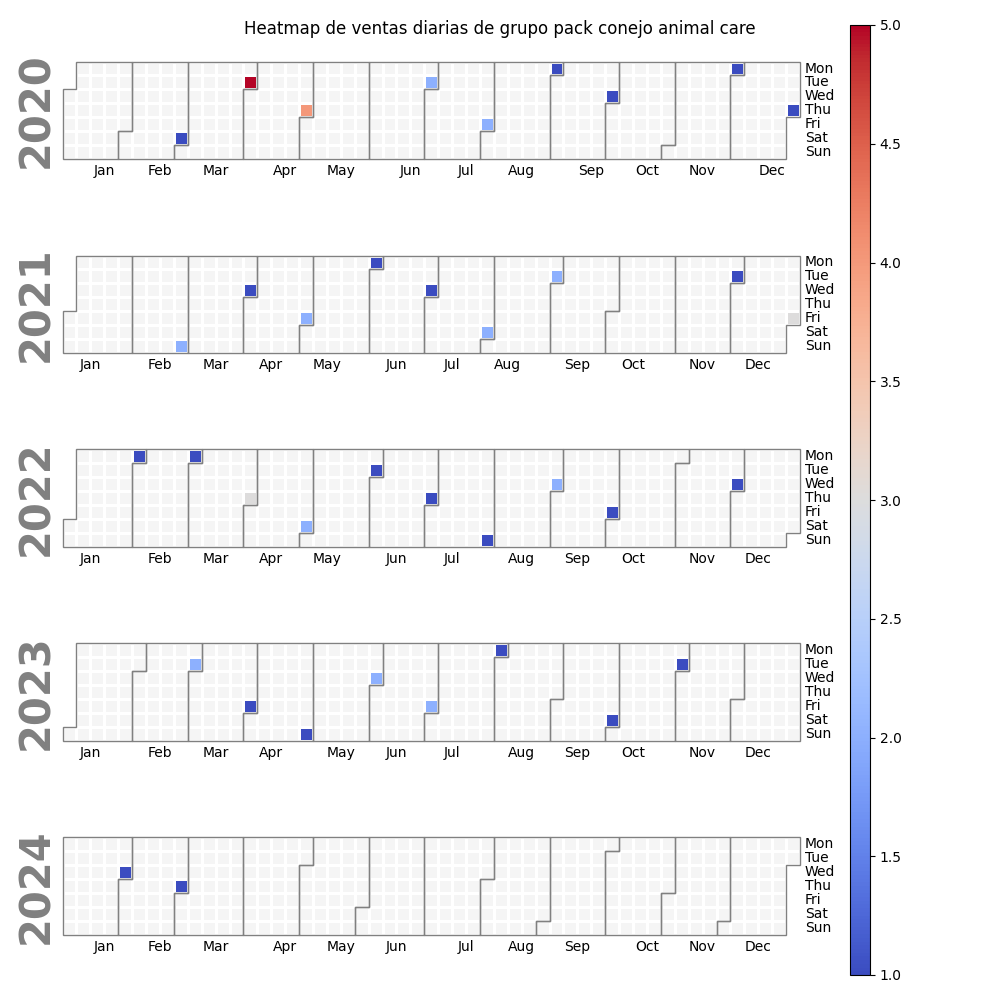 Heatmap de ventas diarias de grupo pack conejo animal care
2020
Mon
Tue
Wed
Thu
Fri
Sat
Sun
Jan Feb Mar Apr May Jun Jul Aug Sep Oct Nov Dec
2021
Mon
Tue
Wed
Thu
Fri
Sat
Sun
Jan Feb Mar Apr May Jun Jul Aug Sep Oct Nov Dec
2022
Mon
Tue
Wed
Thu
Fri
Sat
Sun
Jan Feb Mar Apr May Jun Jul Aug Sep Oct Nov Dec
2023
Mon
Tue
Wed
Thu
Fri
Sat
Sun
Jan Feb Mar Apr May Jun Jul Aug Sep Oct Nov Dec
2024
Mon
Tue
Wed
Thu
Fri
Sat
Sun
Jan Feb Mar Apr May Jun Jul Aug Sep Oct Nov Dec
5.0
4.5
4.0
3.5
3.0
2.5
2.0
1.5
1.0